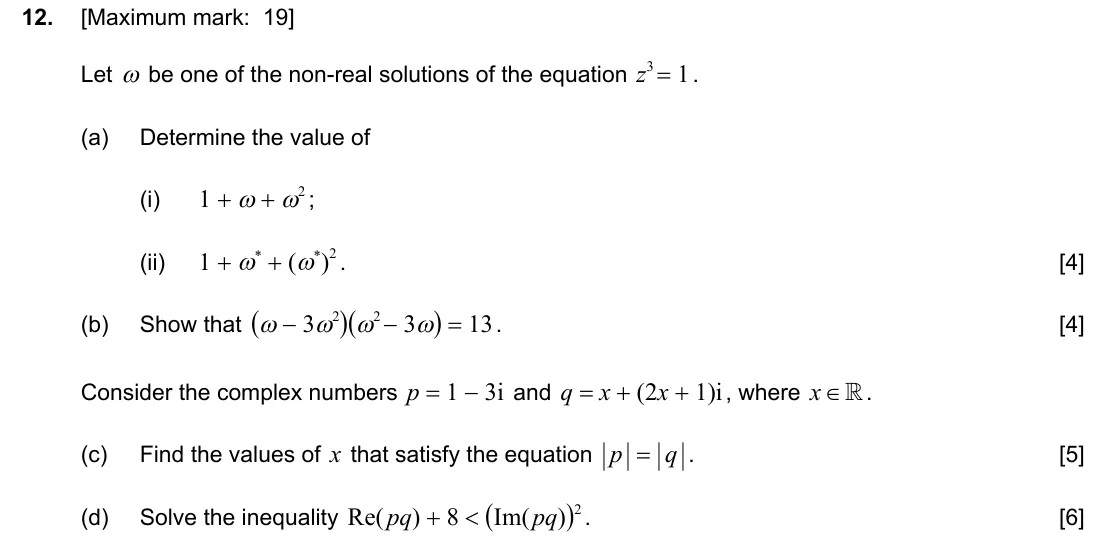 12. [Maximum mark: 19]
Let ω be one of the non-real solutions of the equation z³ = 1.
(a) Determine the value of
(i) 1 + ω + ω²;
(ii) 1 + ω* + (ω*)². [4]
(b) Show that (ω − 3ω²)(ω² − 3ω) = 13. [4]
Consider the complex numbers p = 1 − 3i and q = x + (2x + 1)i, where x ∈ ℝ.
(c) Find the values of x that satisfy the equation |p| = |q|. [5]
(d) Solve the inequality Re(pq) + 8 < (Im(pq))². [6]